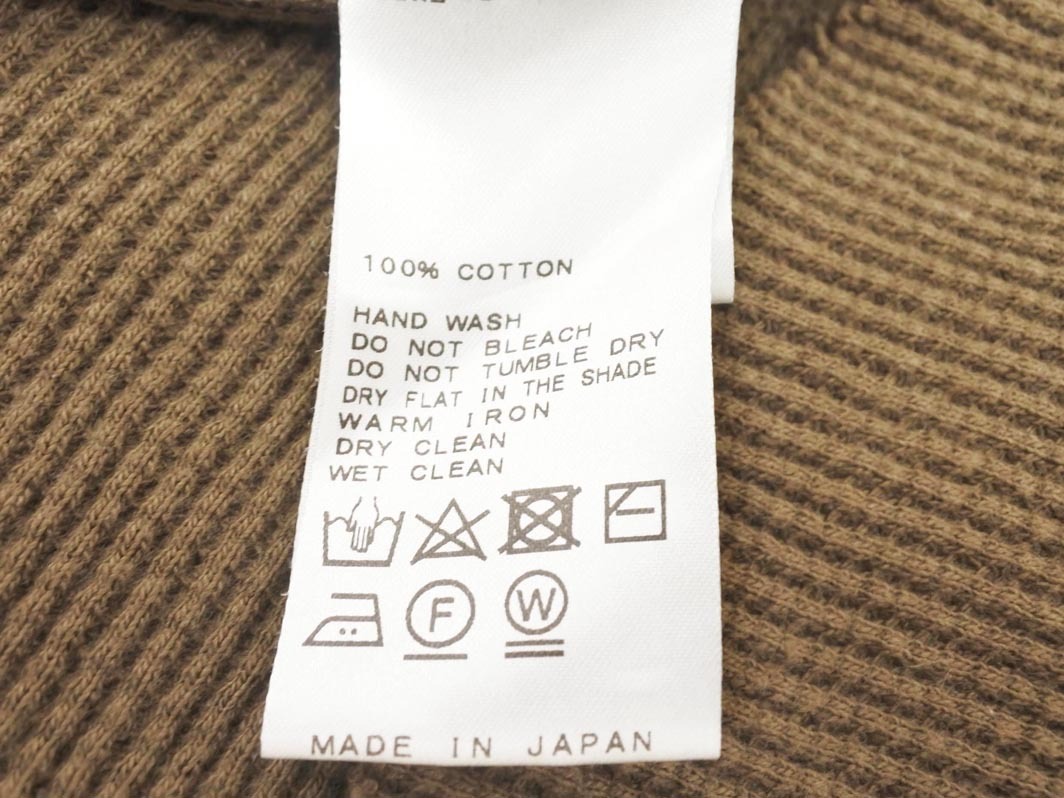 100% COTTON
HAND WASH
DO NOT BLEACH
DO NOT TUMBLE DRY
DRY FLAT IN THE SHADE
WARM IRON
DRY CLEAN
WET CLEAN
F
W
MADE IN JAPAN